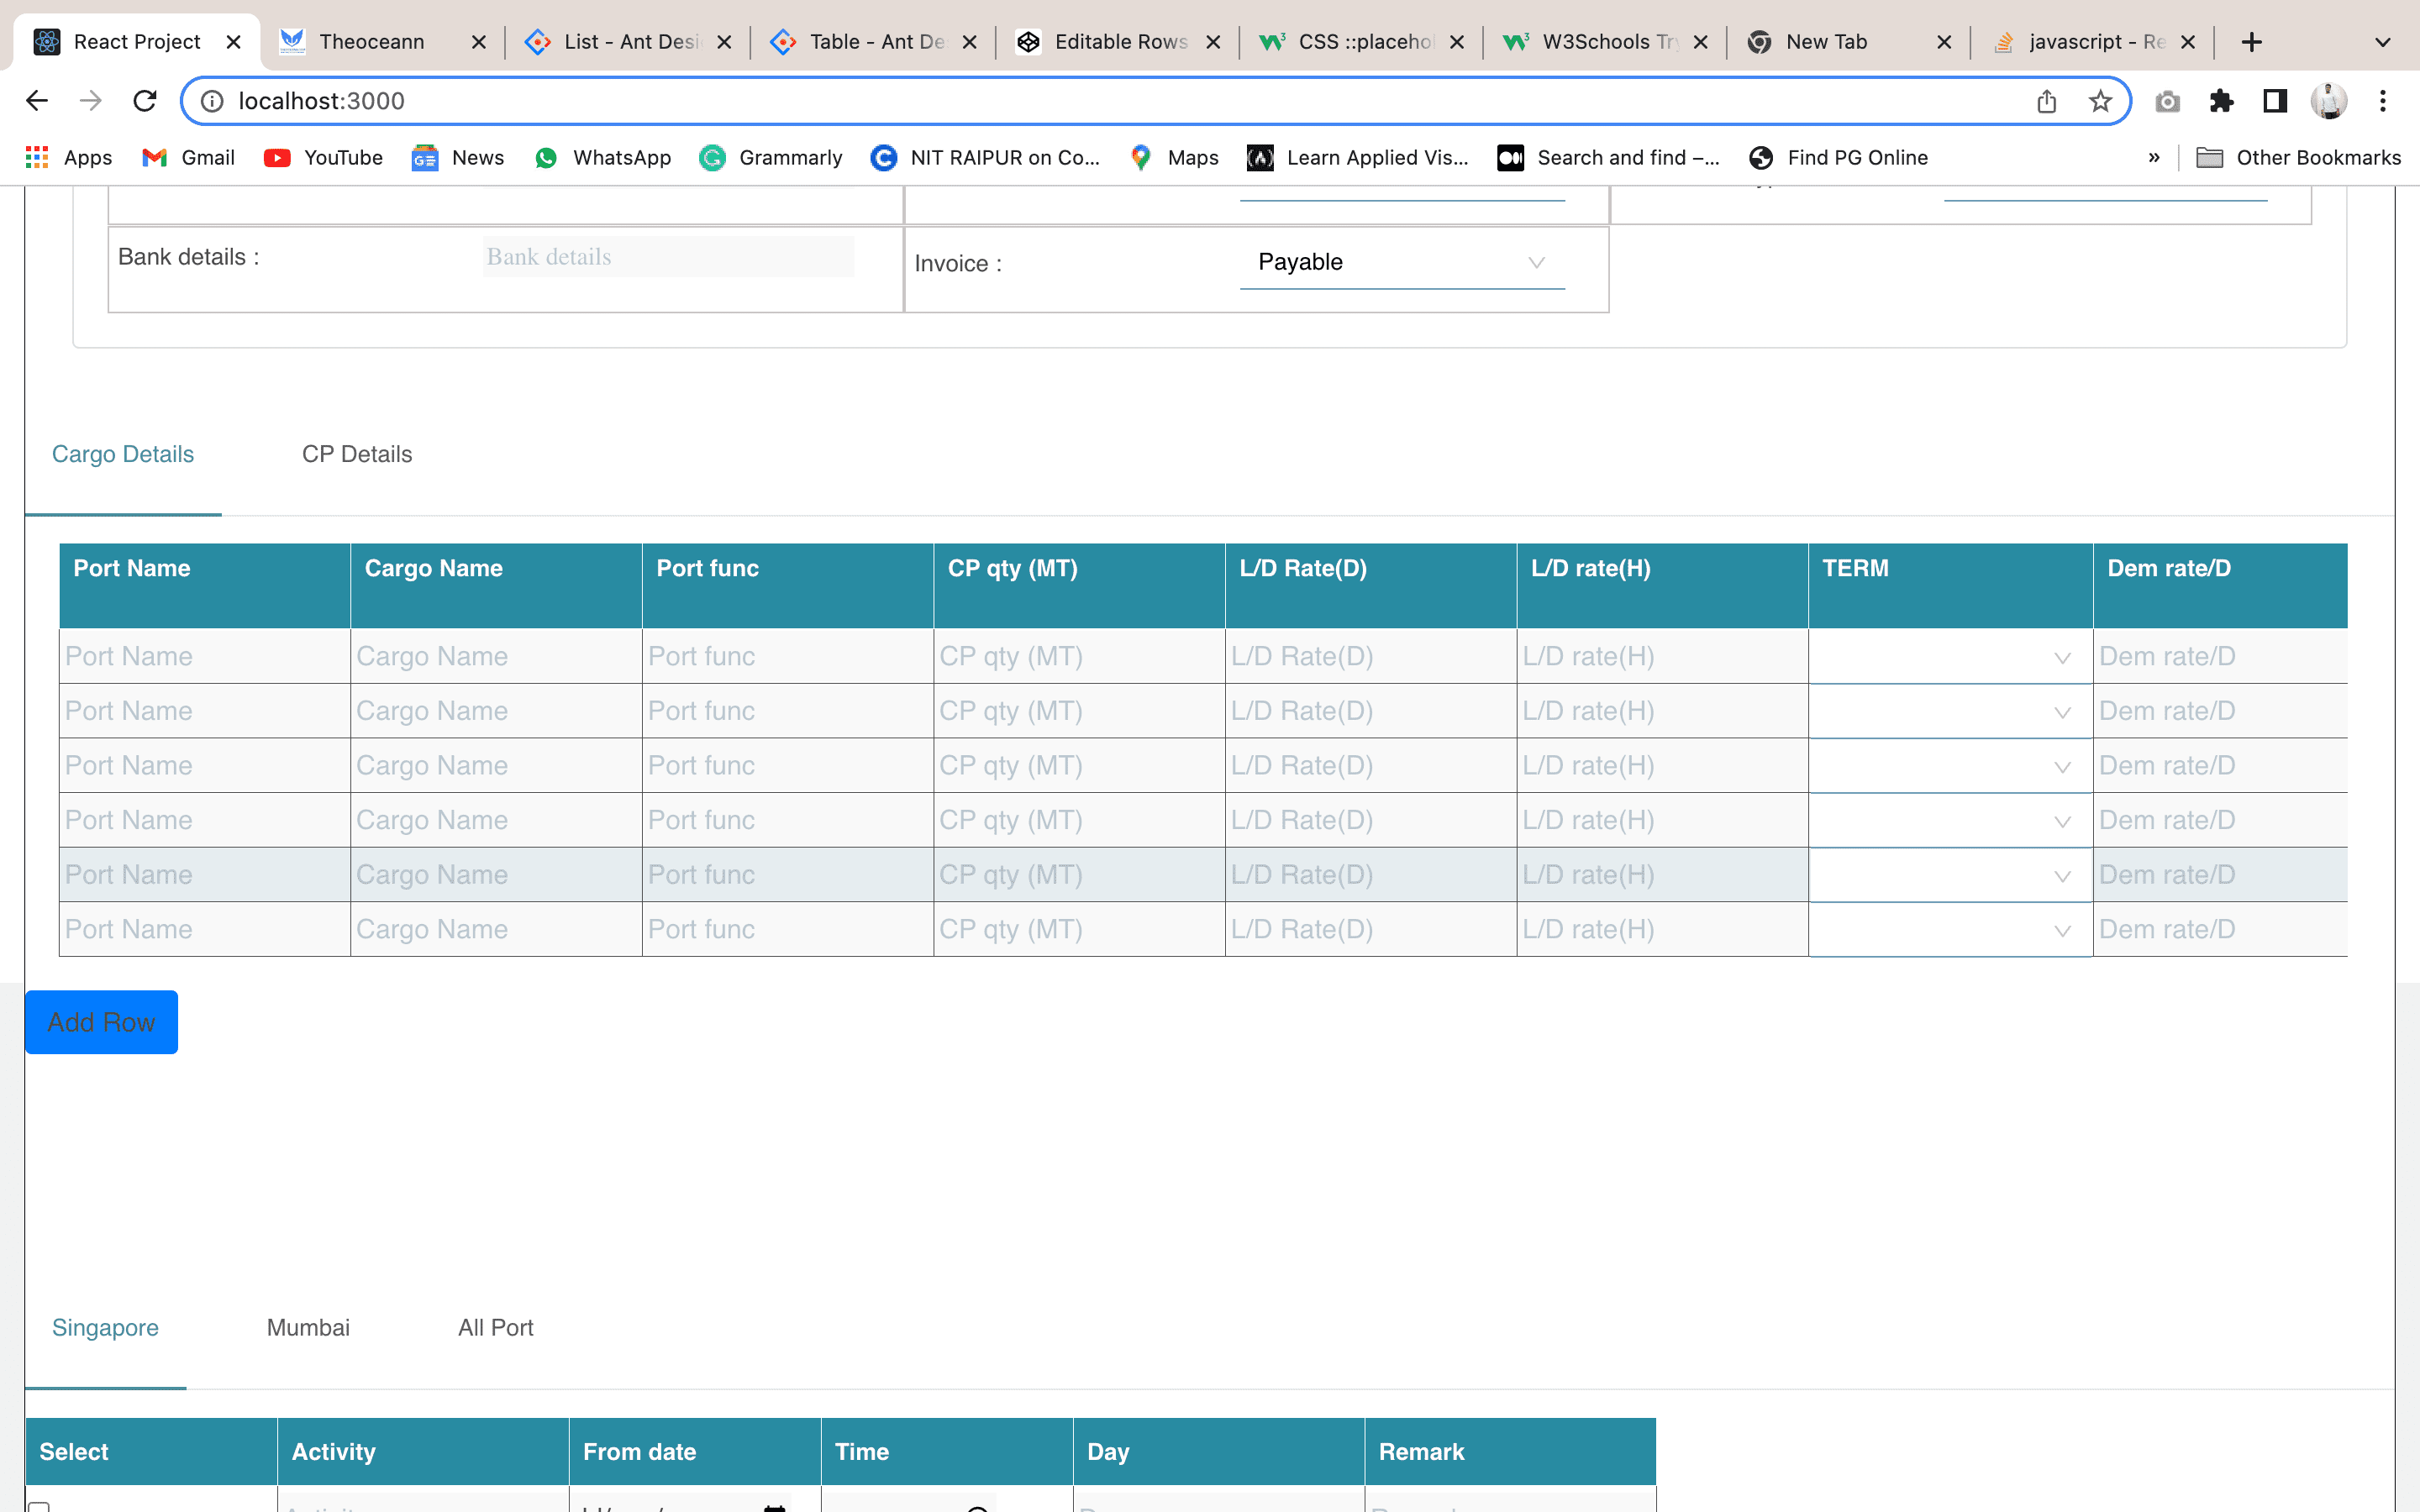 React Project
Theoceann
List - Ant Desi
Table - Ant De
Editable Rows
CSS ::placehol
W3Schools Try
New Tab
javascript - Re
localhost:3000
Apps Gmail YouTube News WhatsApp Grammarly NIT RAIPUR on Co... Maps Learn Applied Vis... Search and find –... Find PG Online » Other Bookmarks
Bank details : Bank details Invoice : Payable
Cargo Details CP Details
Port Name Cargo Name Port func CP qty (MT) L/D Rate(D) L/D rate(H) TERM Dem rate/D
Port Name Cargo Name Port func CP qty (MT) L/D Rate(D) L/D rate(H) Dem rate/D
Port Name Cargo Name Port func CP qty (MT) L/D Rate(D) L/D rate(H) Dem rate/D
Port Name Cargo Name Port func CP qty (MT) L/D Rate(D) L/D rate(H) Dem rate/D
Port Name Cargo Name Port func CP qty (MT) L/D Rate(D) L/D rate(H) Dem rate/D
Port Name Cargo Name Port func CP qty (MT) L/D Rate(D) L/D rate(H) Dem rate/D
Port Name Cargo Name Port func CP qty (MT) L/D Rate(D) L/D rate(H) Dem rate/D
Add Row
Singapore Mumbai All Port
Select Activity From date Time Day Remark